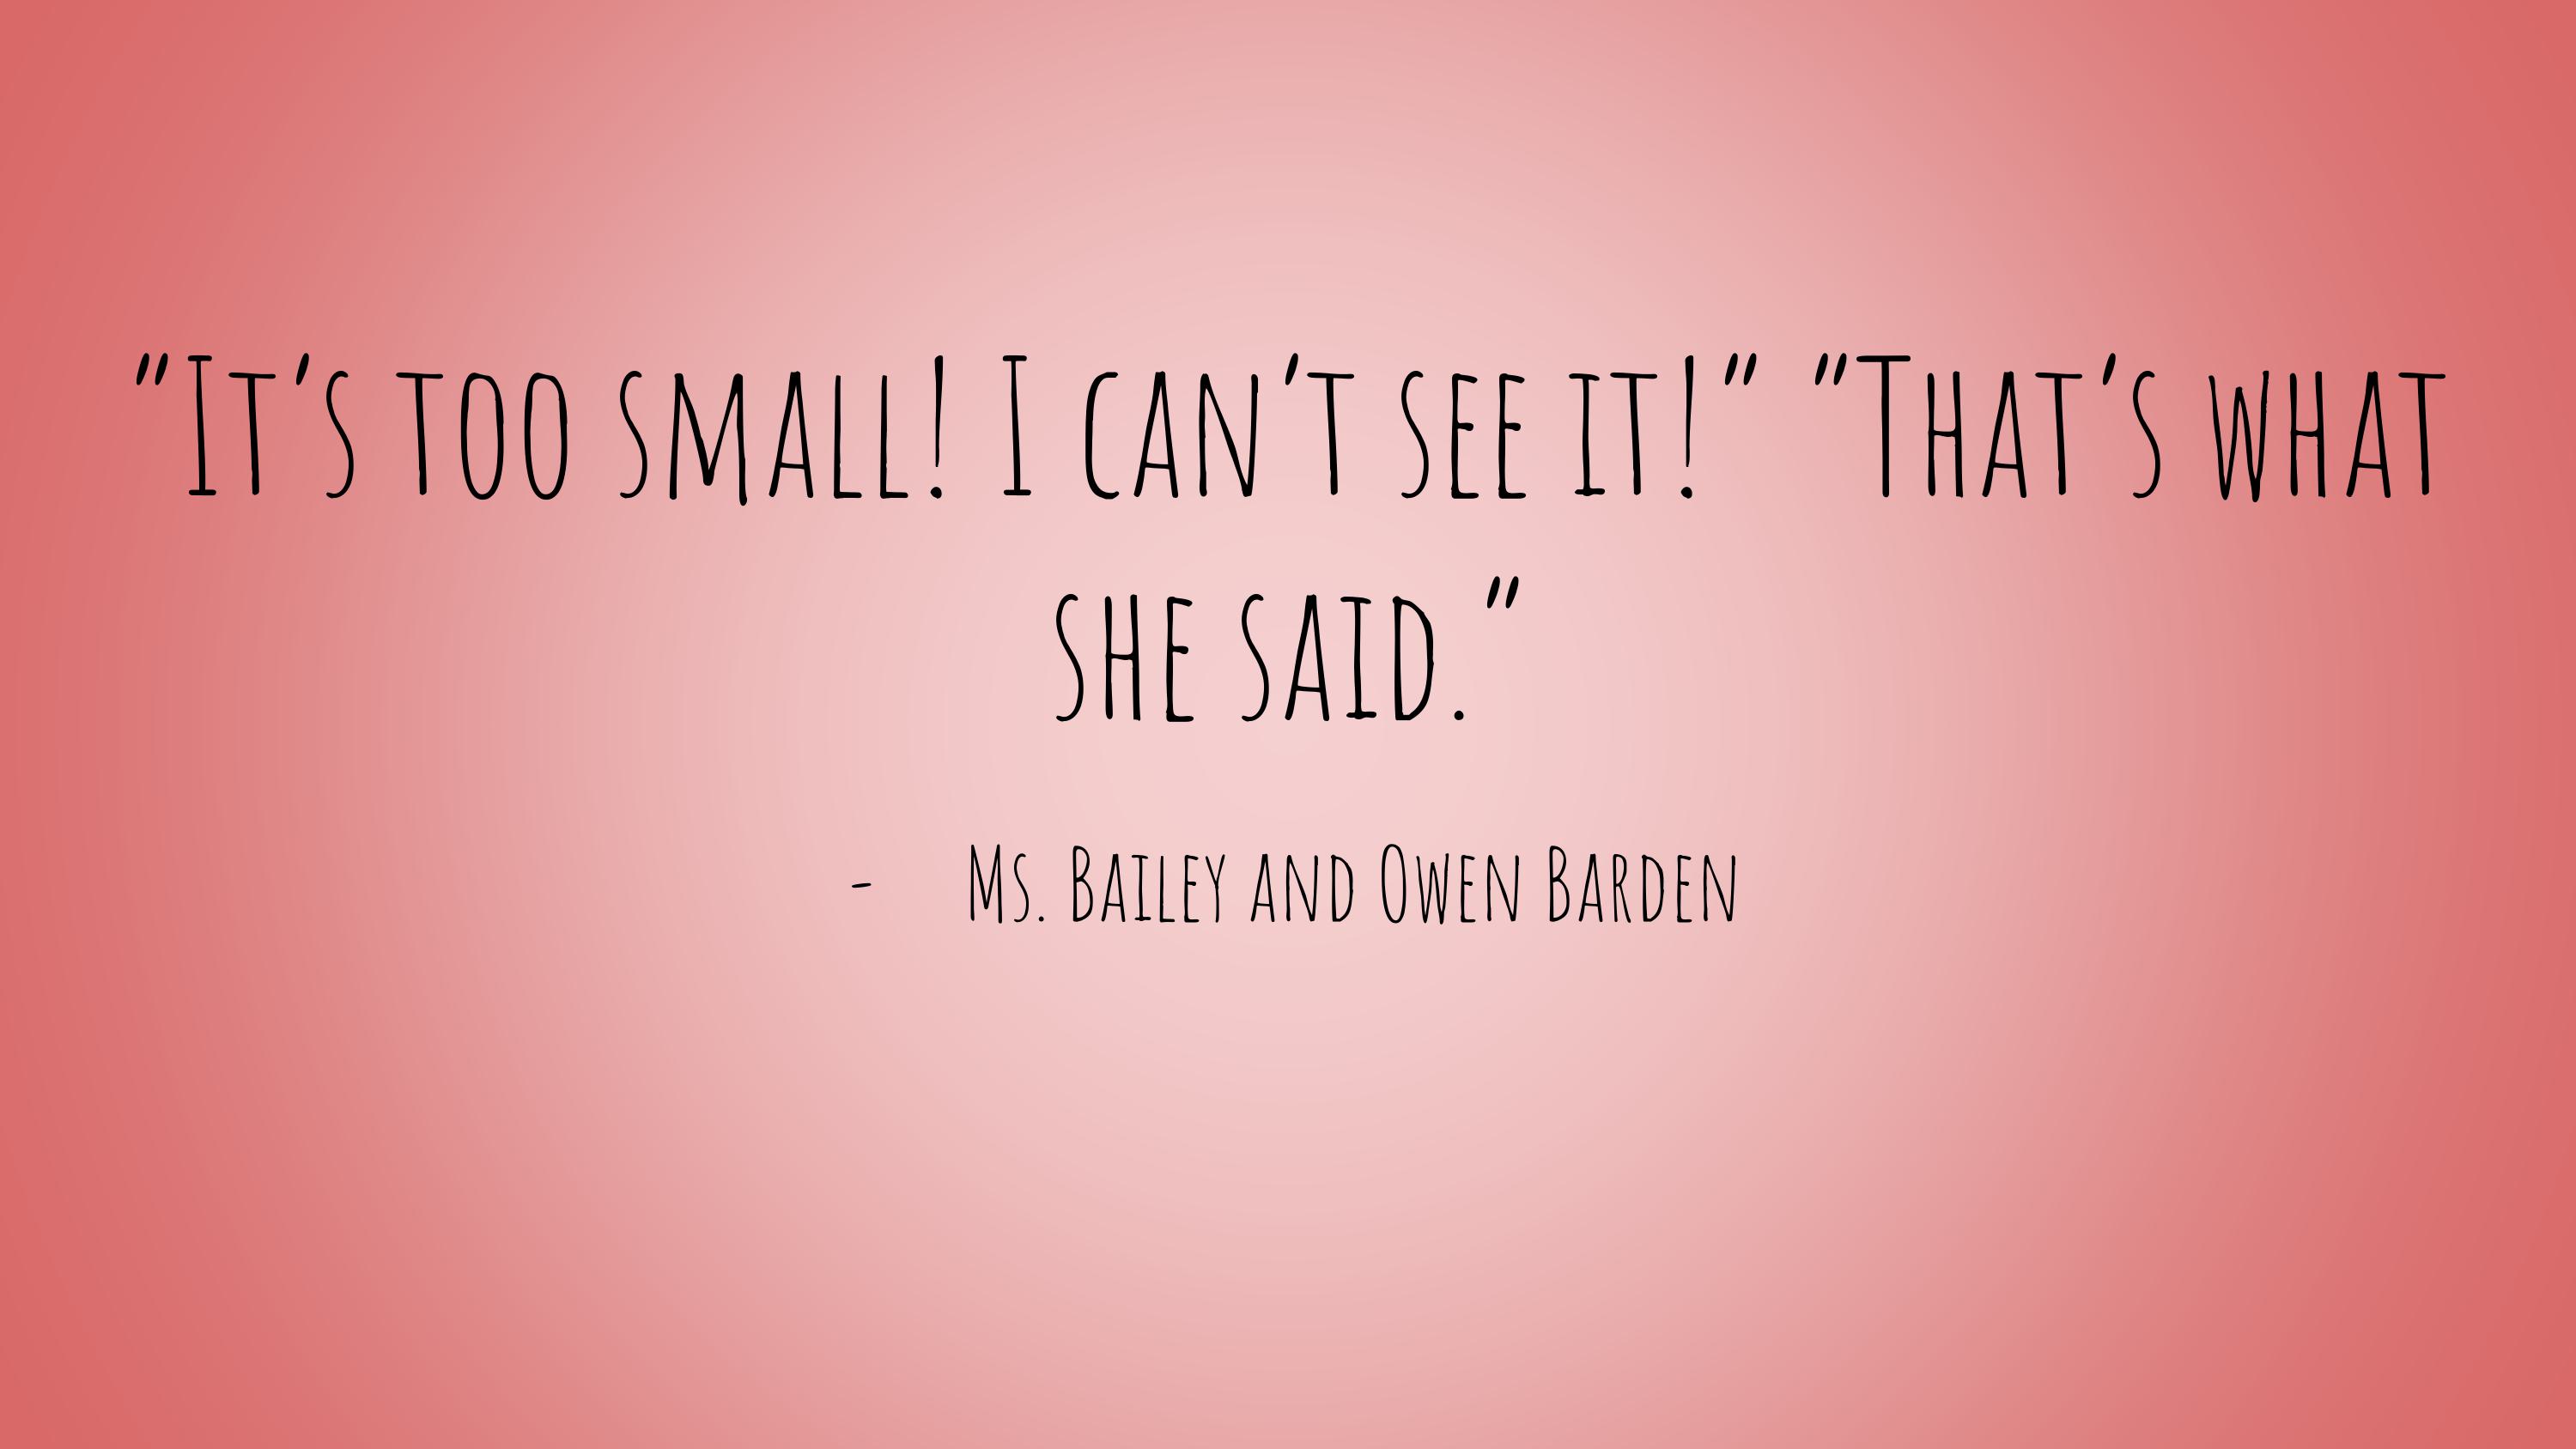 “It’s too small! I can’t see it!” “That’s what
she said.”
- Ms. Bailey and Owen Barden